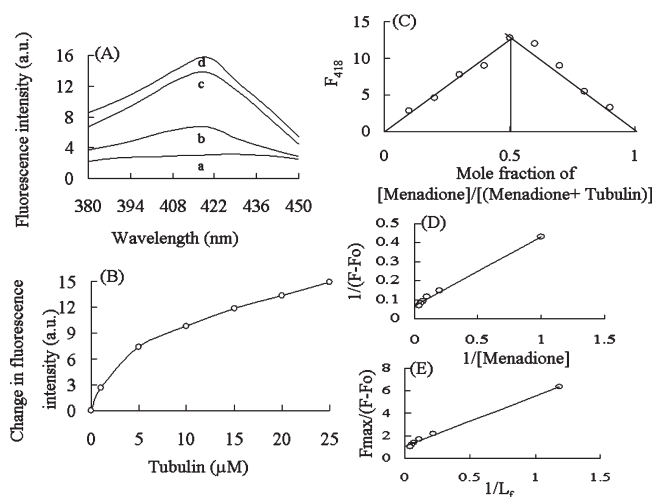 (A)
Fluorescence intensity (a.u.)
16
12
8
4
0
d
c
b
a
380 394 408 422 436 450
Wavelength (nm)
(B)
Change in fluorescence
intensity (a.u.)
15
12
9
6
3
0
0 5 10 15 20 25
Tubulin (µM)
(C)
F418
15
10
5
0
0 0.5 1
Mole fraction of
[Menadione]/[(Menadione+ Tubulin)]
(D)
1/(F-Fo)
0.5
0.4
0.3
0.2
0.1
0
0 0.5 1 1.5
1/[Menadione]
(E)
Fmax/(F-Fo)
8
6
4
2
0
0 0.5 1 1.5
1/Lf